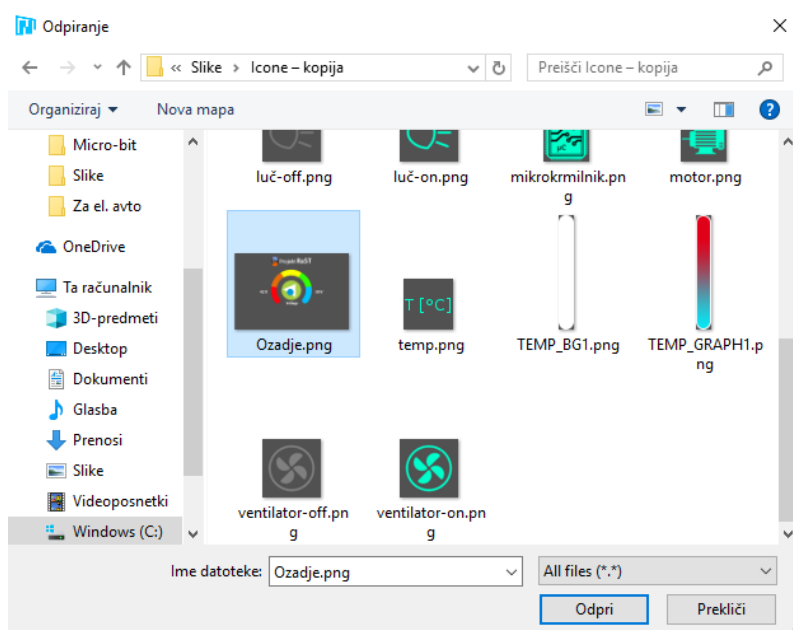 Odpiranje
« Slike › Icone – kopija
Preišči Icone – kopija
Organiziraj
Nova mapa
Micro-bit
Slike
Za el. avto
OneDrive
Ta računalnik
3D-predmeti
Desktop
Dokumenti
Glasba
Prenosi
Slike
Videoposnetki
Windows (C:)
luč-off.png
luč-on.png
mikrokrmilnik.pn
g
motor.png
µC
T [°C]
Ozadje.png
temp.png
TEMP_BG1.png
TEMP_GRAPH1.p
ng
ventilator-off.pn
g
ventilator-on.pn
g
Ime datoteke:
Ozadje.png
All files (*.*)
Odpri
Prekliči